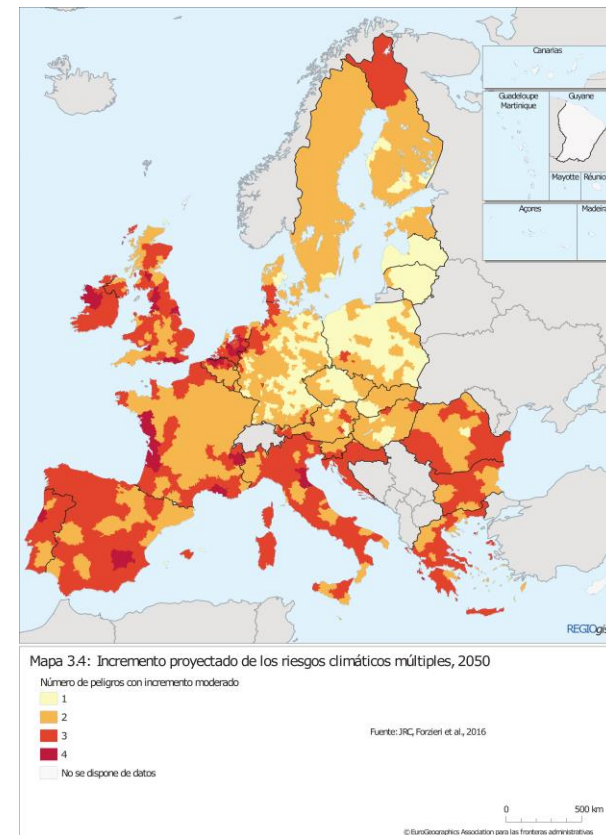 Canarias
Guadeloupe
Martinique
Guyane
Mayotte
Réunion
Açores
Madeira
REGIOgis
Mapa 3.4: Incremento proyectado de los riesgos climáticos múltiples, 2050
Número de peligros con incremento moderado
1
2
3
4
No se dispone de datos
Fuente: JRC, Forzieri et al., 2016
0 500 km
© EuroGeographics Association para las fronteras administrativas